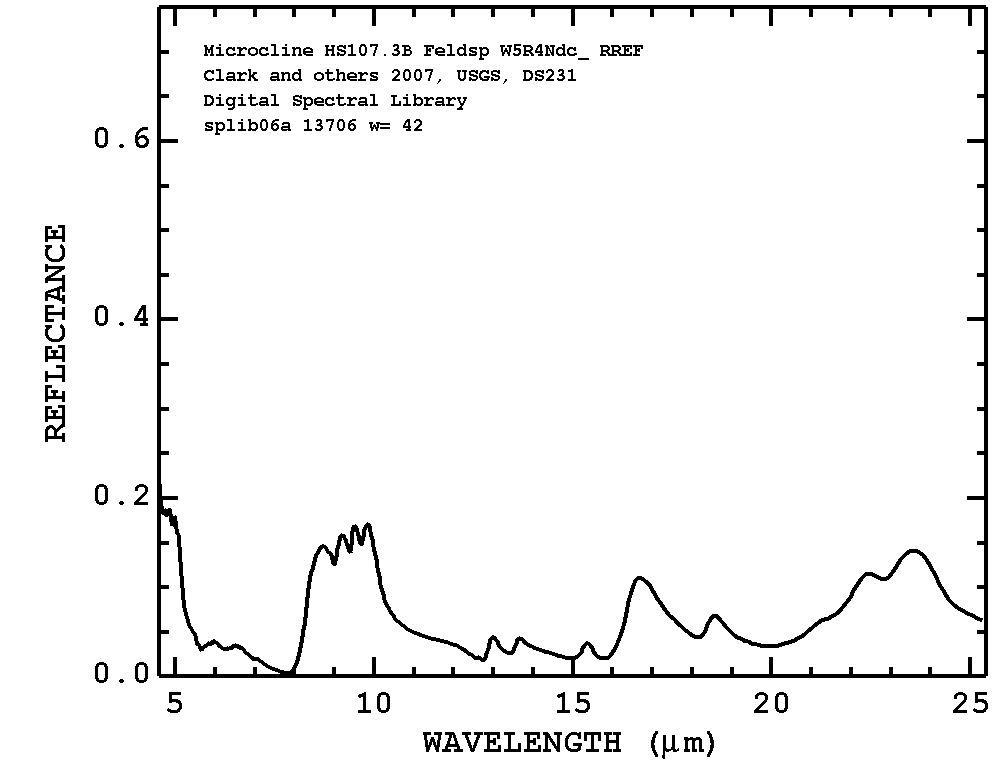 Microcline HS107.3B Feldsp W5R4Ndc_ RREF
Clark and others 2007, USGS, DS231
Digital Spectral Library
splib06a 13706 w= 42
REFLECTANCE
0.6
0.4
0.2
0.0
5 10 15 20 25
WAVELENGTH (μm)